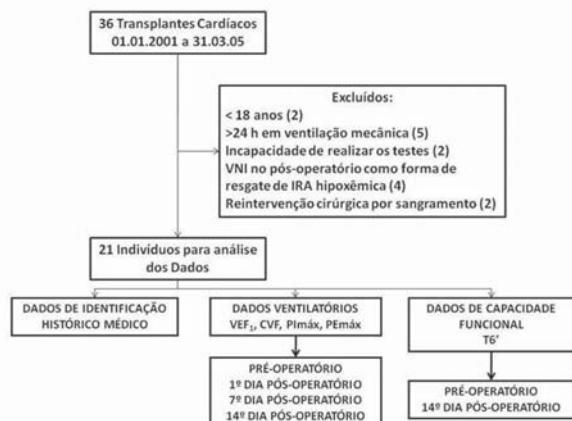 36 Transplantes Cardíacos
01.01.2001 a 31.03.05
Excluídos:
< 18 anos (2)
>24 h em ventilação mecânica (5)
Incapacidade de realizar os testes (2)
VNI no pós-operatório como forma de
resgate de IRA hipoxêmica (4)
Reintervenção cirúrgica por sangramento (2)
21 Indivíduos para análise
dos Dados
DADOS DE IDENTIFICAÇÃO
HISTÓRICO MÉDICO
DADOS VENTILATÓRIOS
VEF₁, CVF, PImáx, PEmáx
DADOS DE CAPACIDADE
FUNCIONAL
T6'
PRÉ-OPERATÓRIO
1º DIA PÓS-OPERATÓRIO
7º DIA PÓS-OPERATÓRIO
14º DIA PÓS-OPERATÓRIO
PRÉ-OPERATÓRIO
14º DIA PÓS-OPERATÓRIO